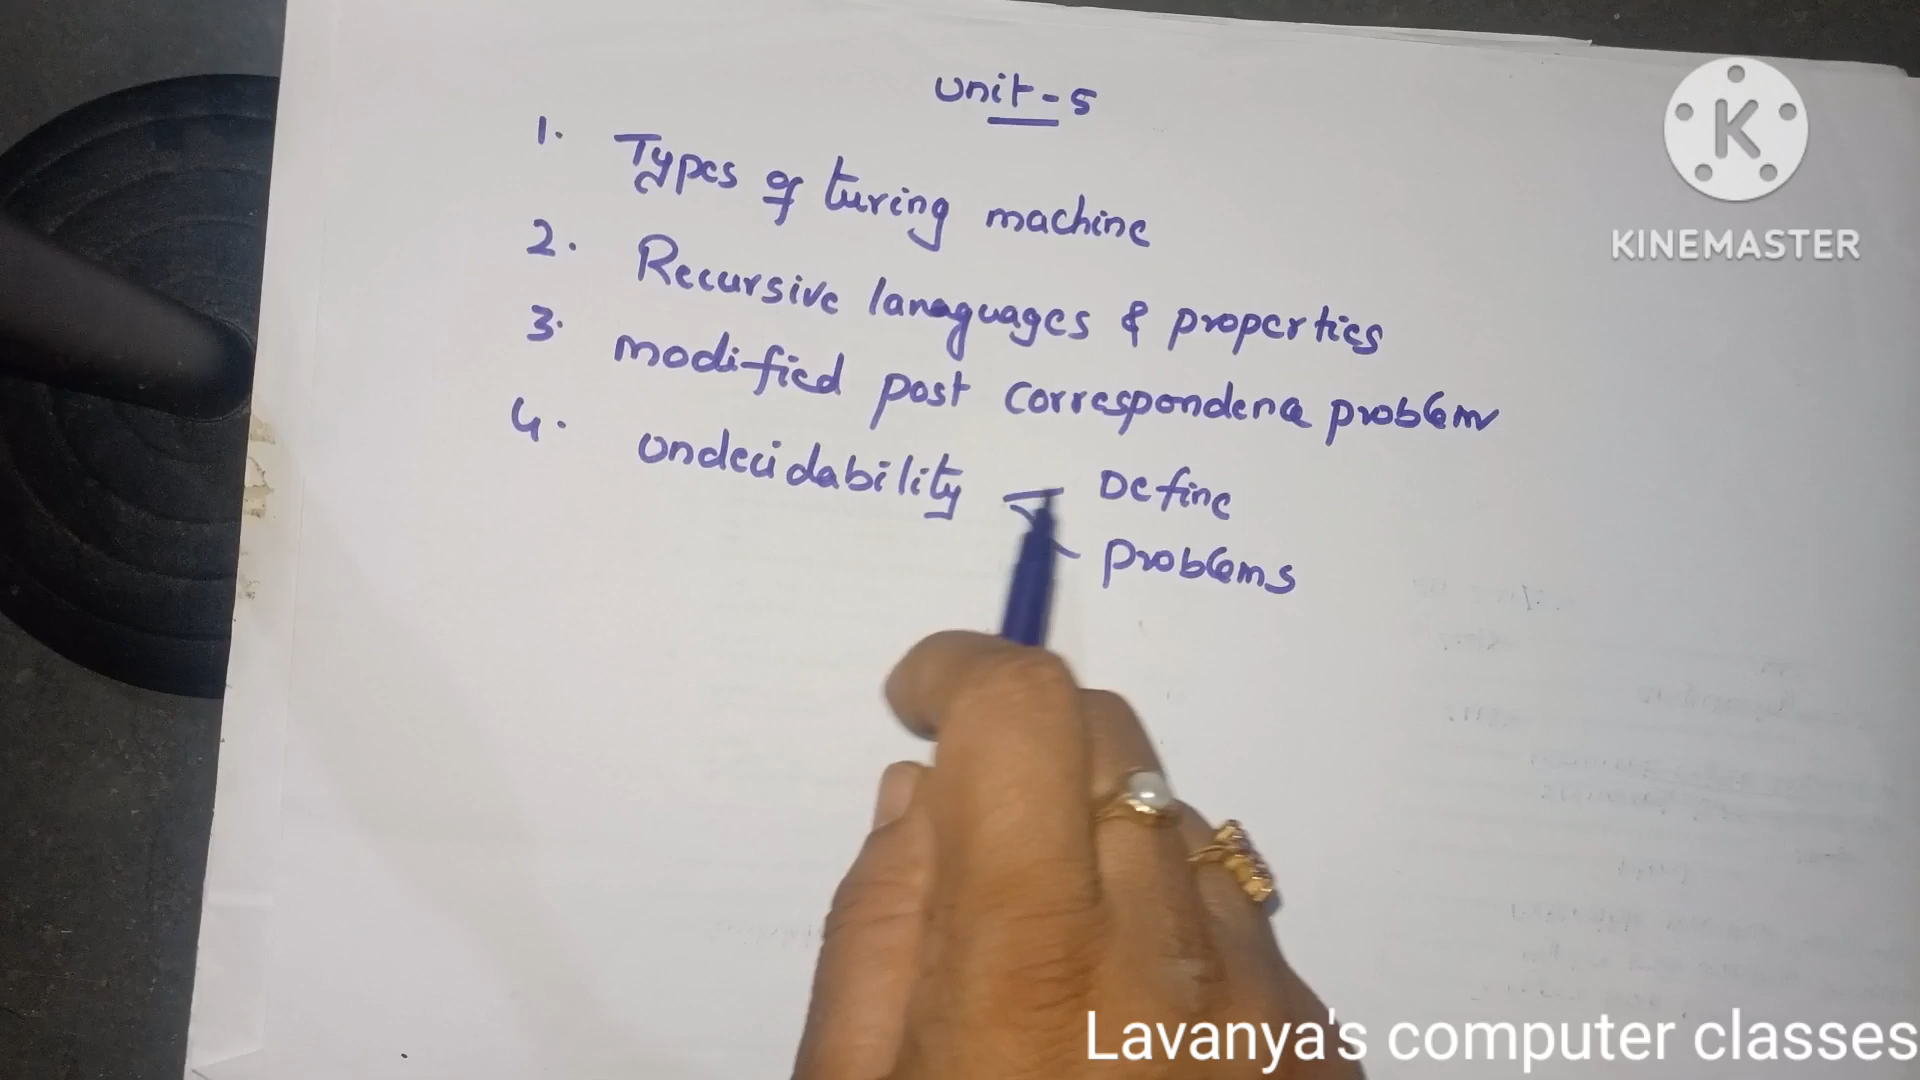 Unit-5
1. Types of turing machine
2. Recursive lanaguages & properties
3. modified post correspondence problem
4. undecidability - Define
problems
K
KINEMASTER
Lavanya's computer classes